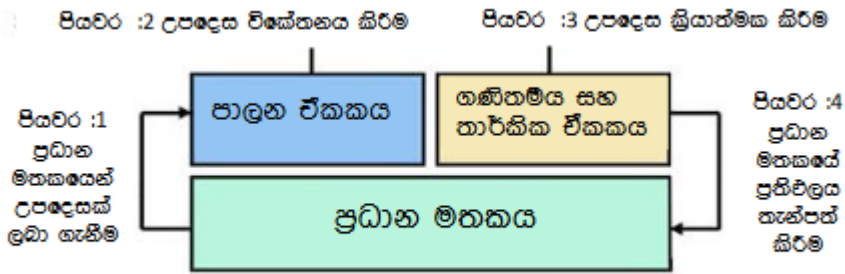 පියවර :2 උපදෙස විකේතනය කිරීම
පියවර :3 උපදෙස ක්‍රියාත්මක කිරීම
පාලන ඒකකය
ගණිතමය සහ
තාර්කික ඒකකය
පියවර :1
ප්‍රධාන
මතකයෙන්
උපදෙසක්
ලබා ගැනීම
පියවර :4
ප්‍රධාන
මතකයේ
ප්‍රතිඵලය
තැන්පත්
කිරීම
ප්‍රධාන මතකය